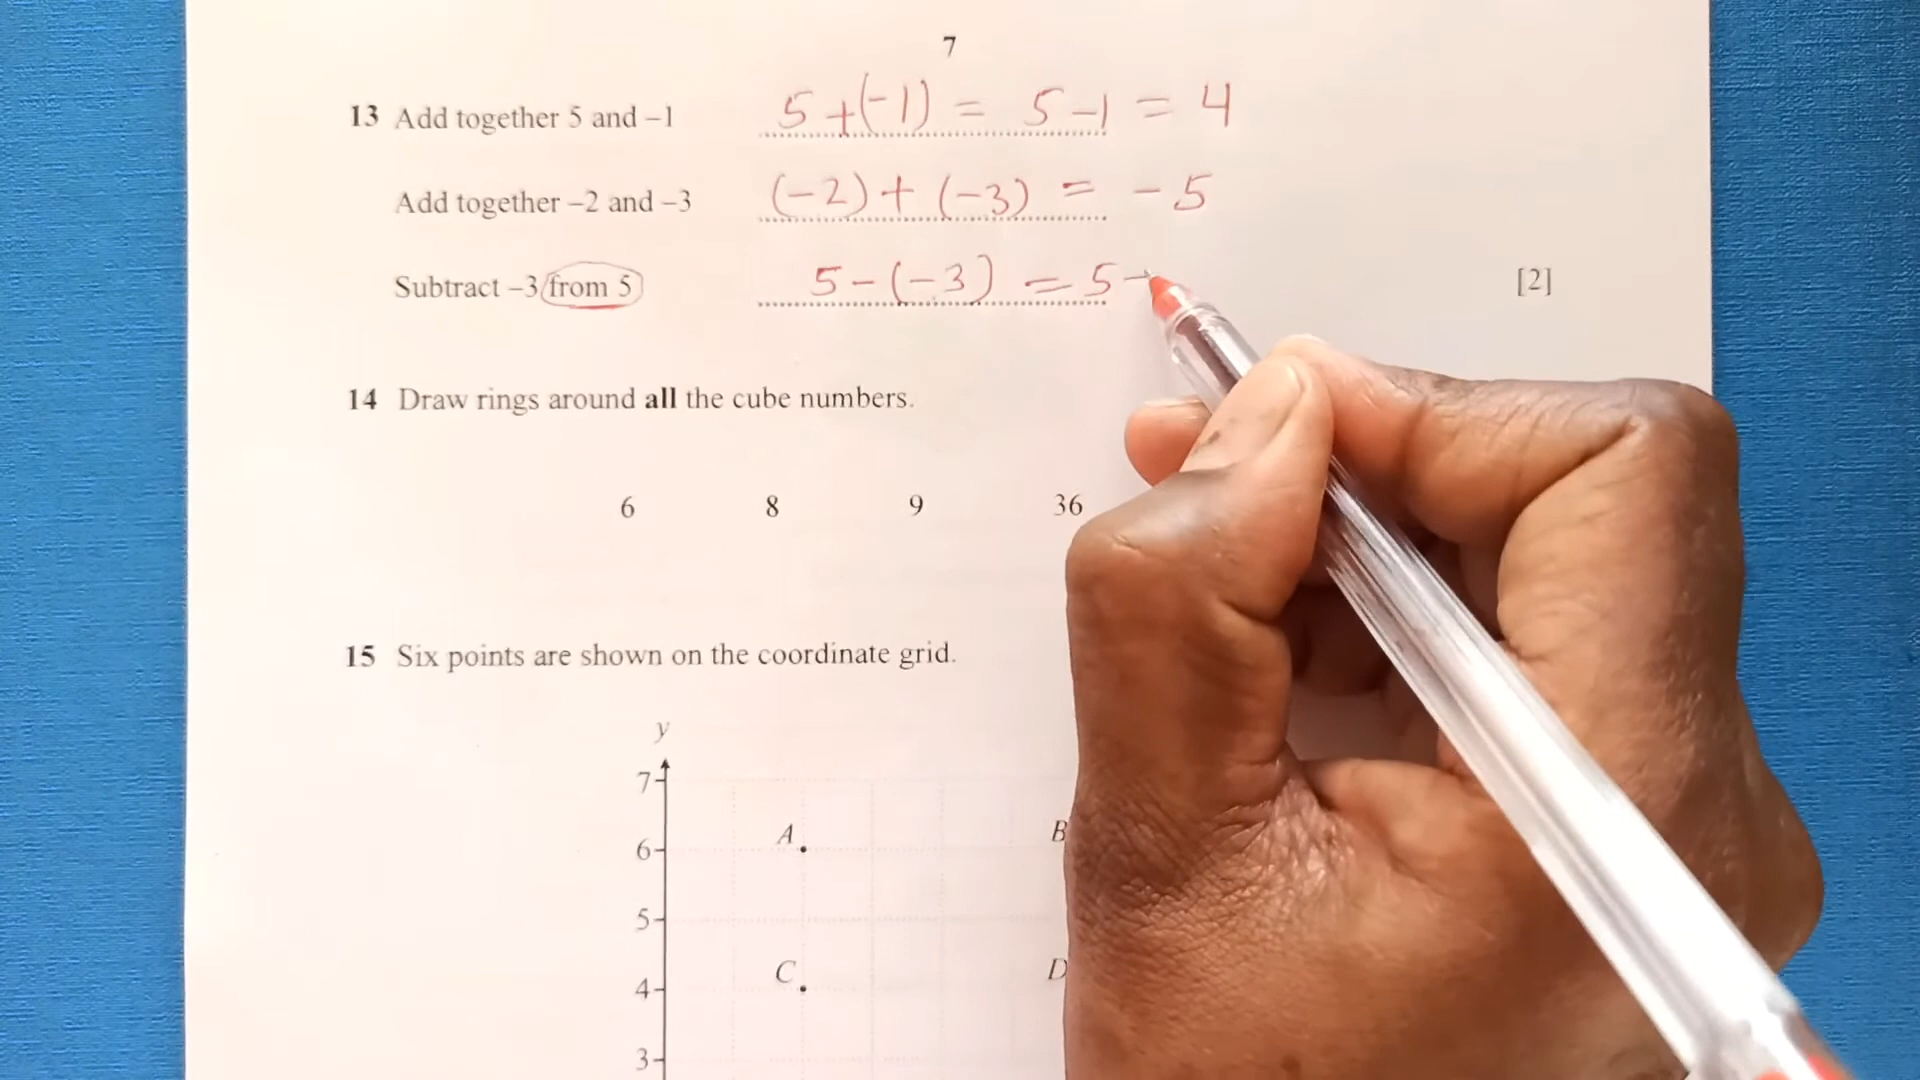 7
13 Add together 5 and –1 5 + (-1) = 5 - 1 = 4
Add together –2 and –3 (-2) + (-3) = -5
Subtract –3 from 5 5 - (-3) = 5 - [2]
14 Draw rings around all the cube numbers.
6 8 9 36
15 Six points are shown on the coordinate grid.
y
7
A B
6
5
C D
4
3